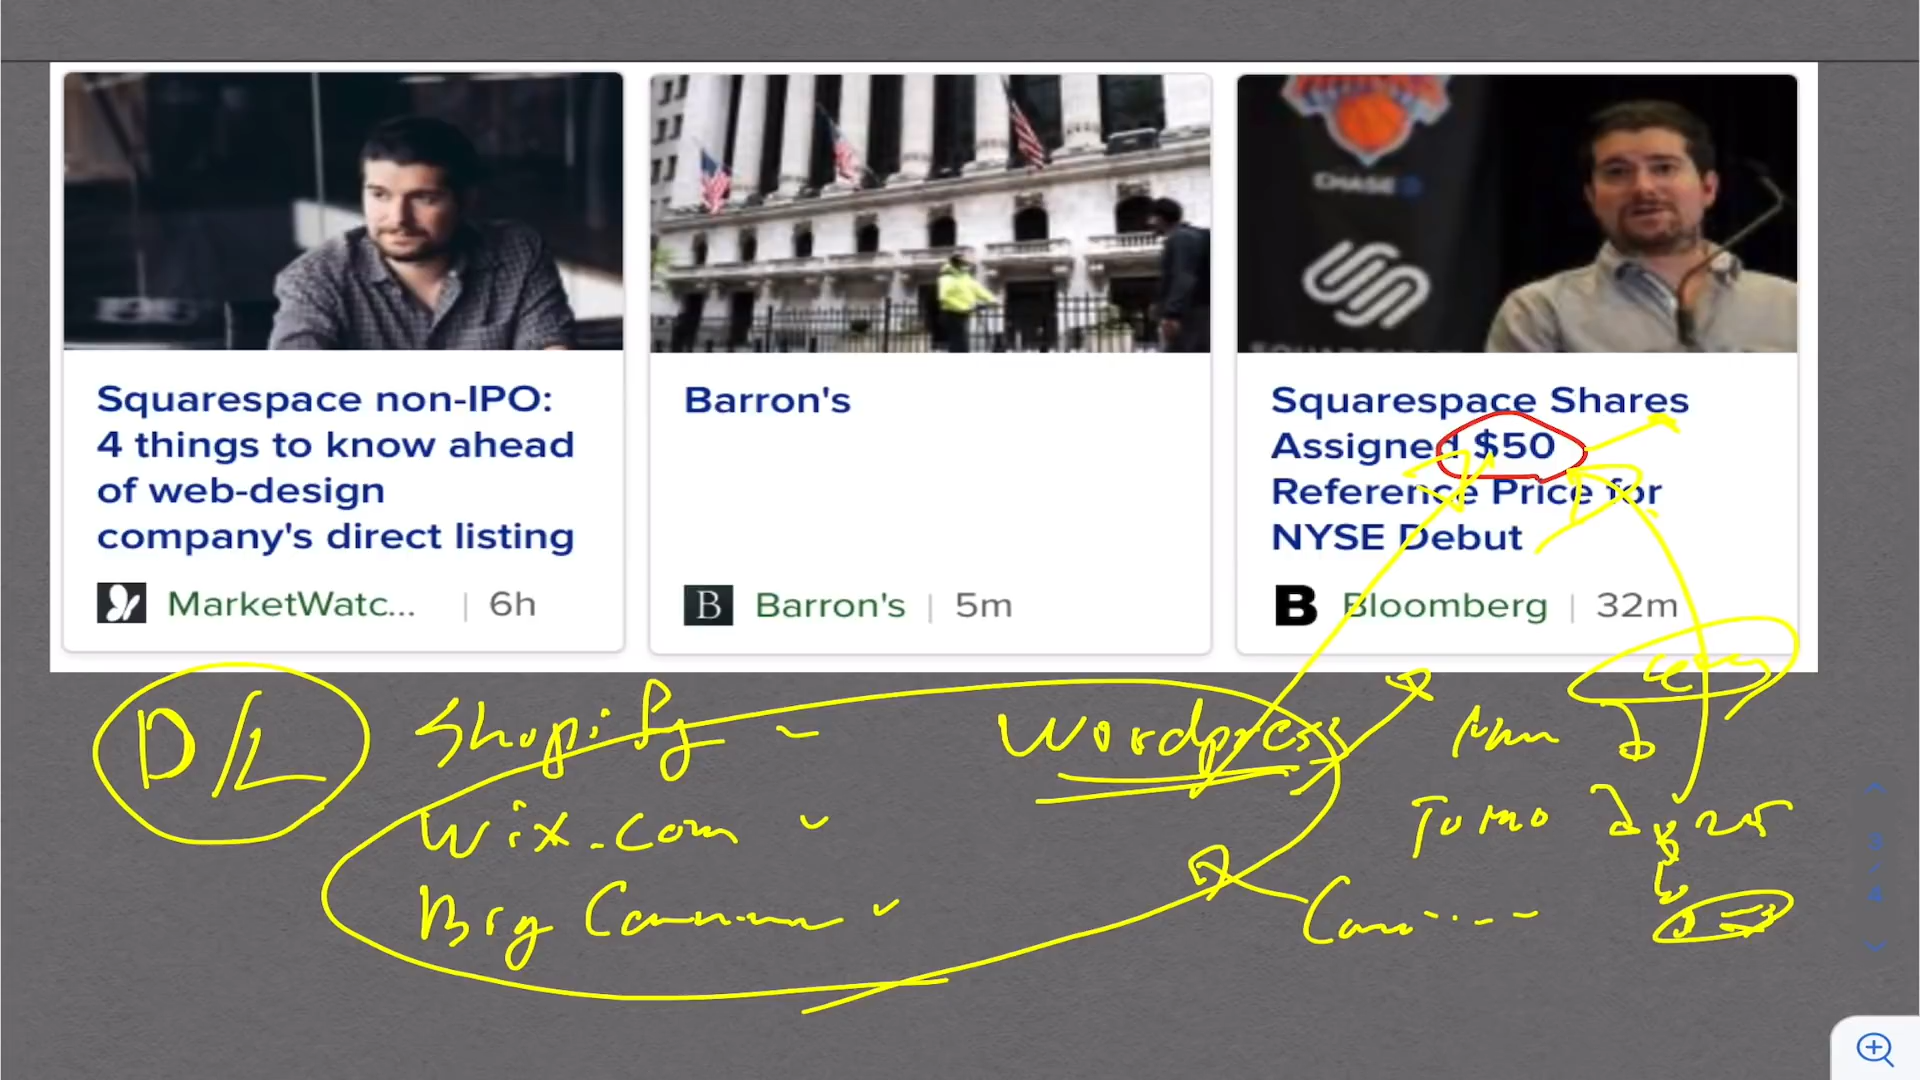 CHASE
Squarespace non-IPO:
4 things to know ahead
of web-design
company's direct listing
MarketWatc... | 6h
Barron's
B Barron's | 5m
Squarespace Shares
Assigned $50
Reference Price for
NYSE Debut
B Bloomberg | 32m
D/L
Shopify
Wordpress
Wix.com
Big